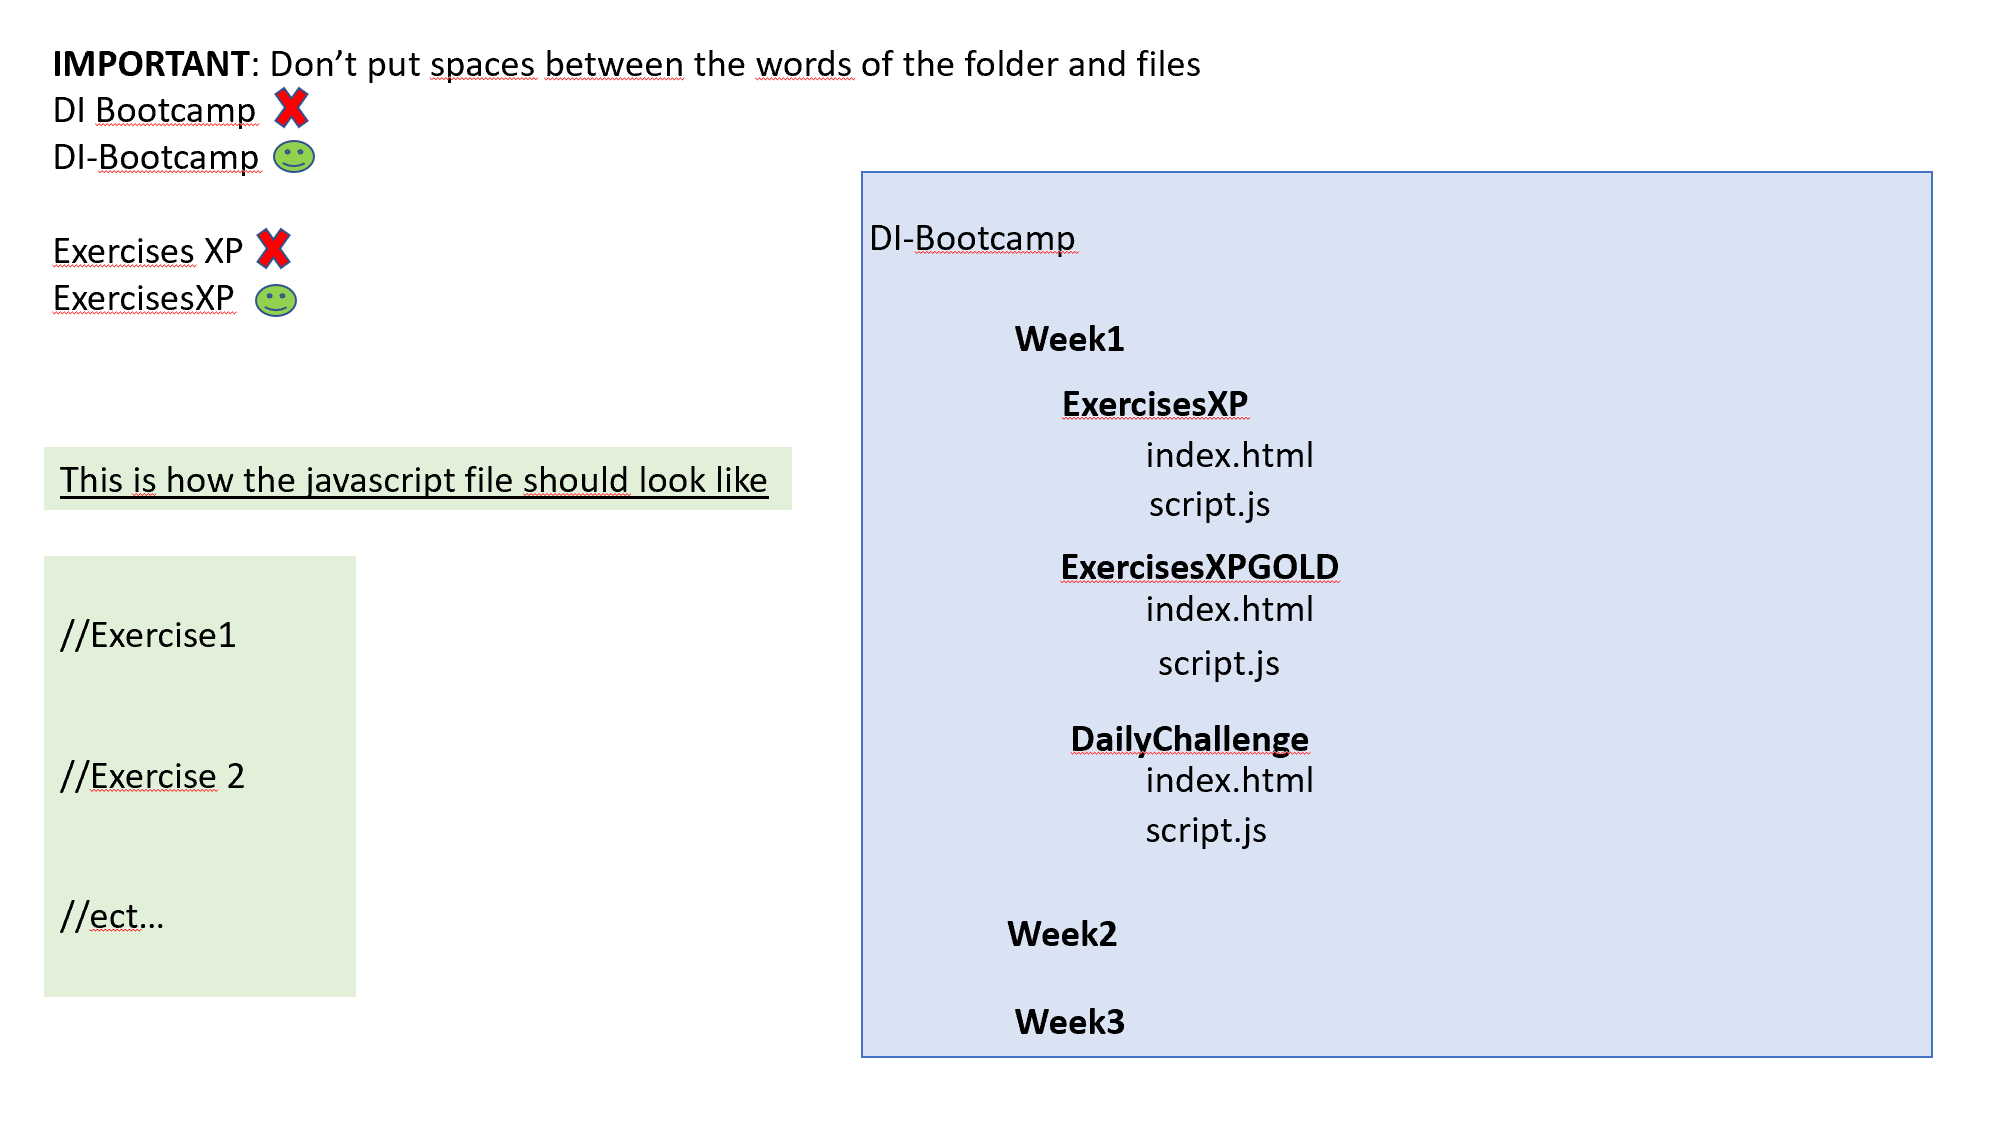 IMPORTANT: Don’t put spaces between the words of the folder and files
DI Bootcamp
DI-Bootcamp
Exercises XP
ExercisesXP
This is how the javascript file should look like
//Exercise1
//Exercise 2
//ect...
DI-Bootcamp
Week1
ExercisesXP
index.html
script.js
ExercisesXPGOLD
index.html
script.js
DailyChallenge
index.html
script.js
Week2
Week3